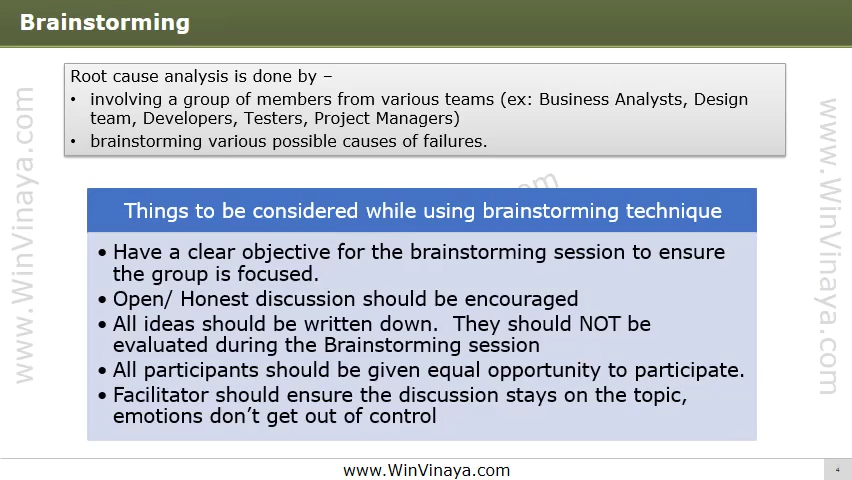 Brainstorming
Root cause analysis is done by –
• involving a group of members from various teams (ex: Business Analysts, Design
team, Developers, Testers, Project Managers)
• brainstorming various possible causes of failures.
Things to be considered while using brainstorming technique
• Have a clear objective for the brainstorming session to ensure
the group is focused.
• Open/ Honest discussion should be encouraged
• All ideas should be written down.  They should NOT be
evaluated during the Brainstorming session
• All participants should be given equal opportunity to participate.
• Facilitator should ensure the discussion stays on the topic,
emotions don’t get out of control
www.WinVinaya.com
www.WinVinaya.com
www.WinVinaya.com
4